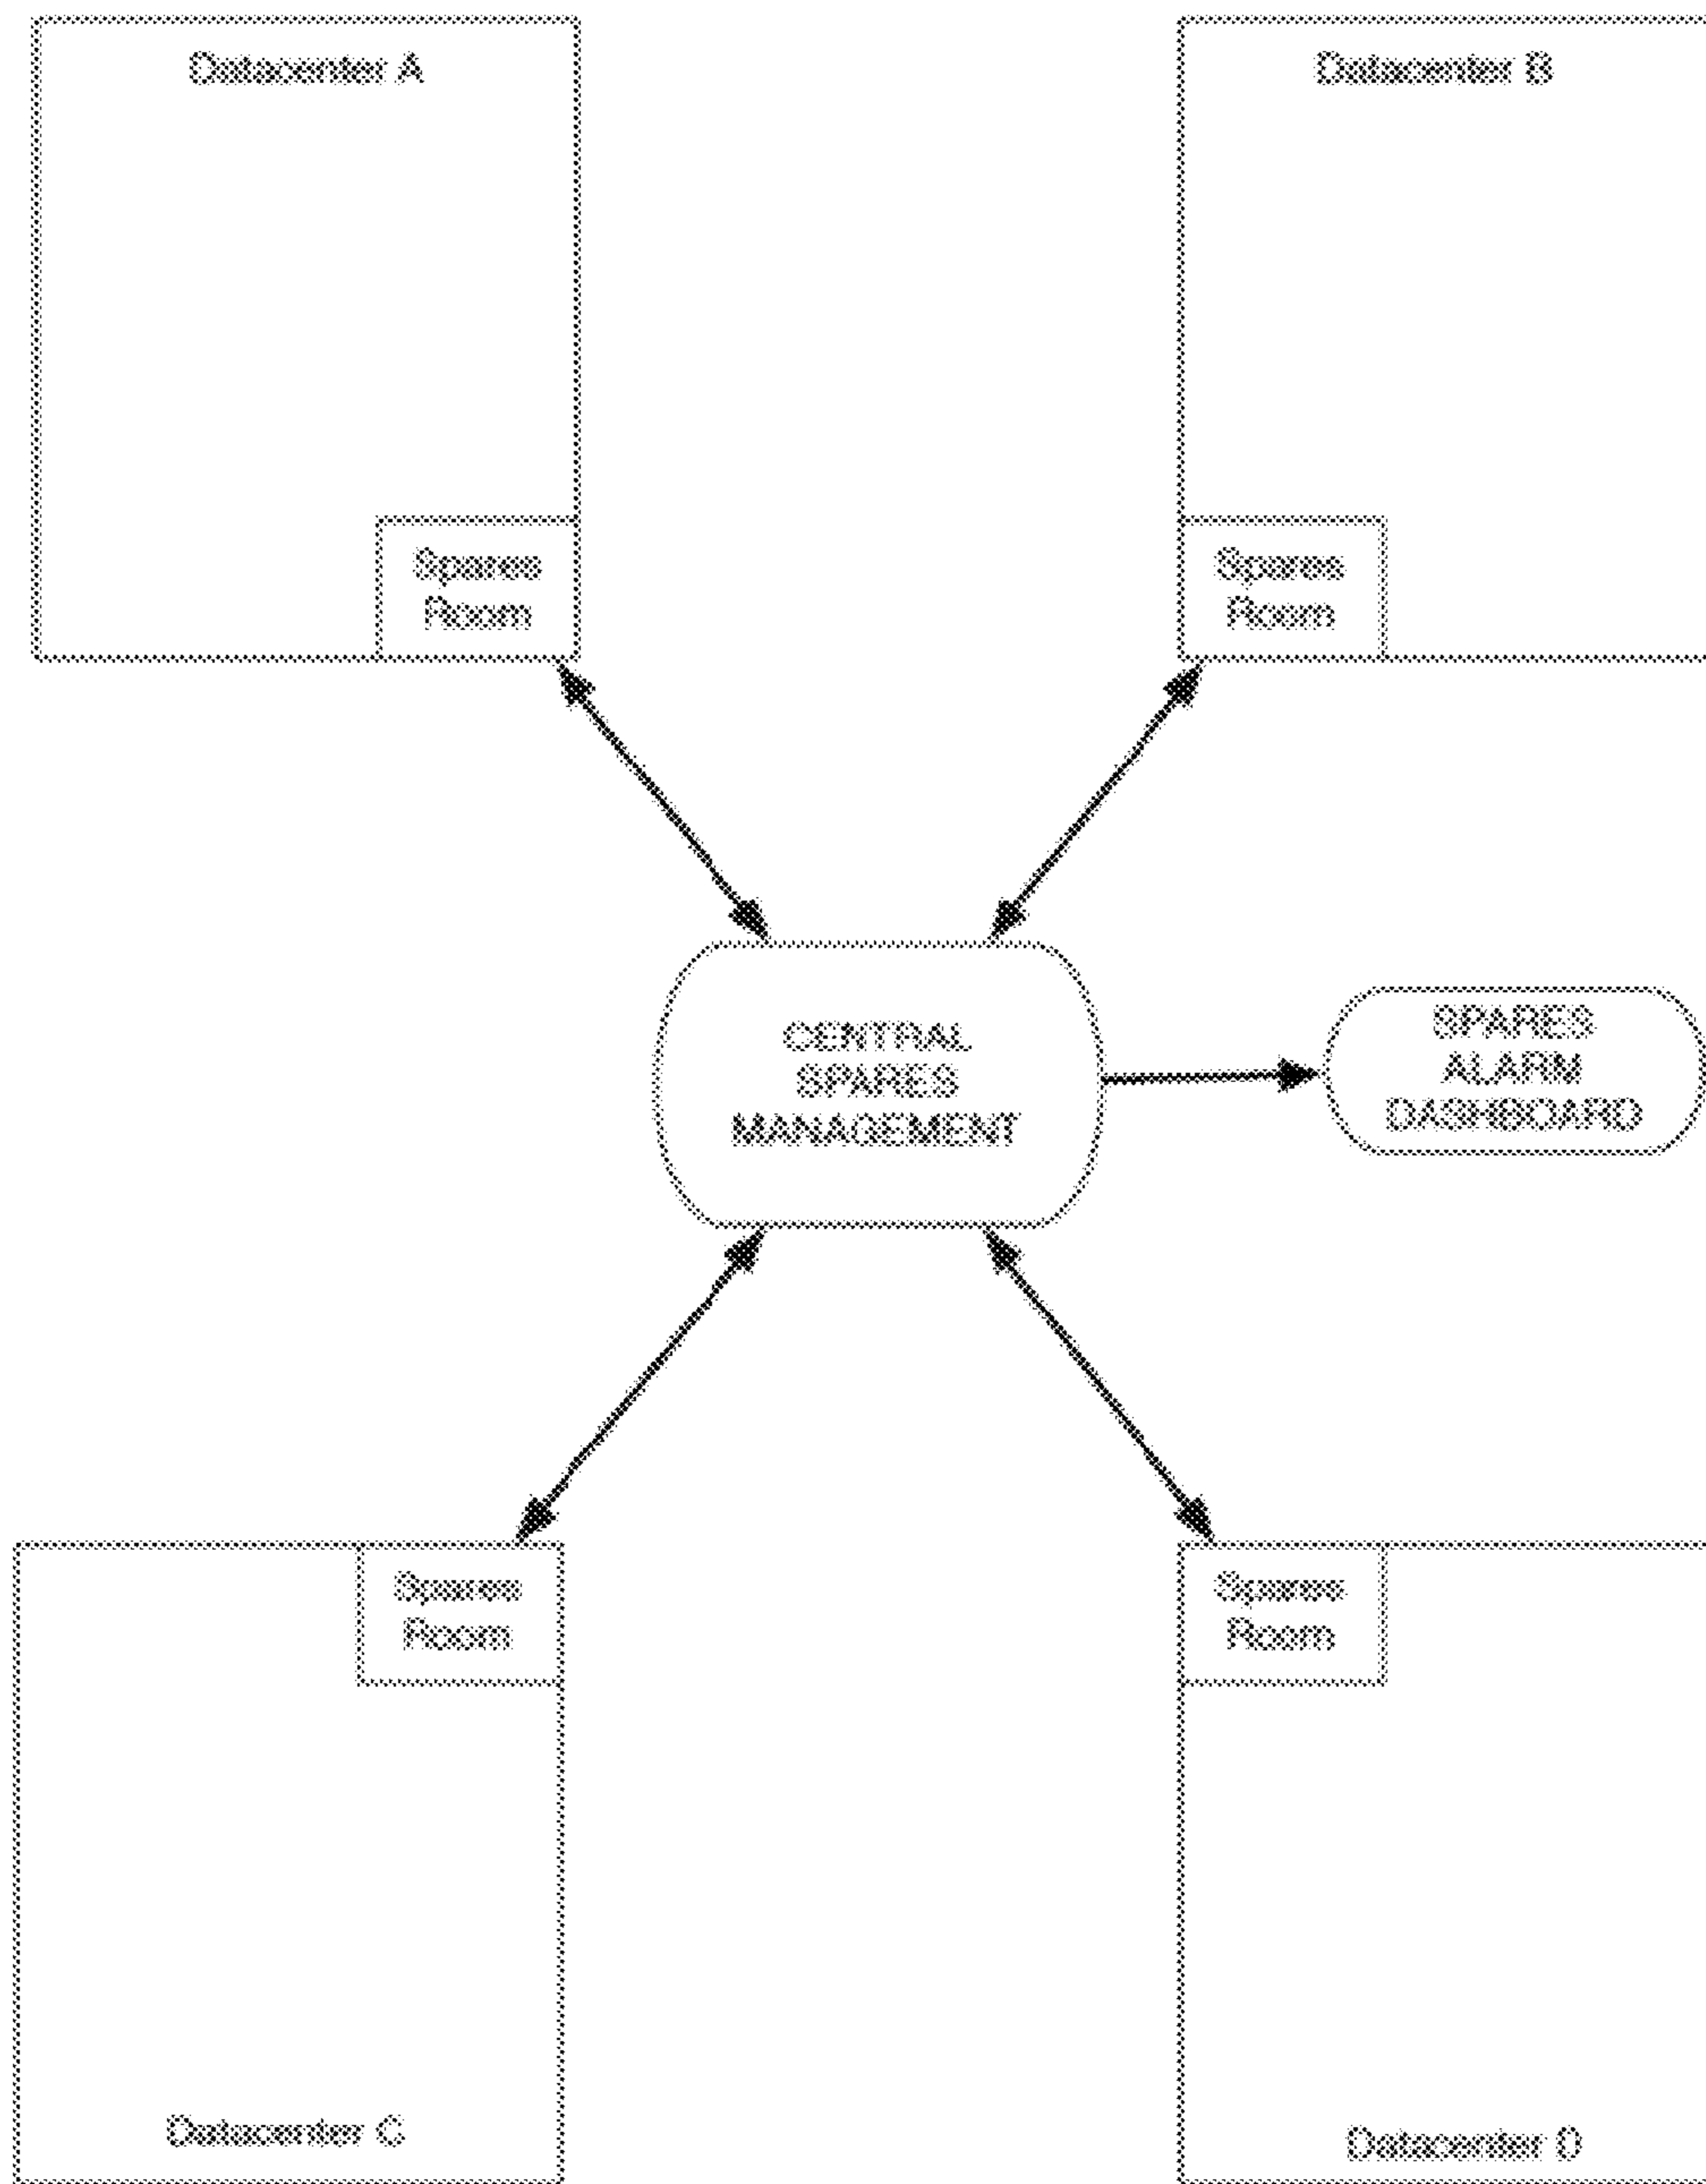 Datacenter A
Datacenter B
Spares
Room
Spares
Room
CENTRAL
SPARES
MANAGEMENT
SPARES
ALARM
DASHBOARD
Spares
Room
Spares
Room
Datacenter C
Datacenter D